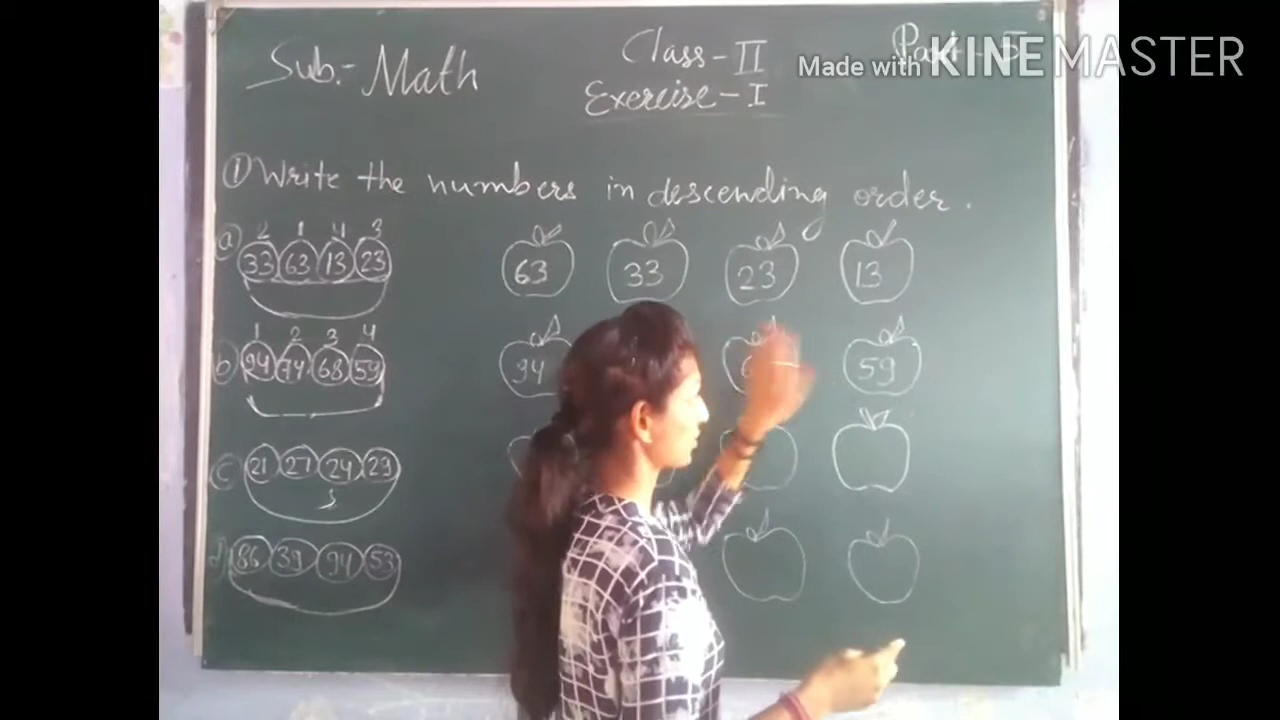 Sub.- Math
Class - II
Part - 5
Made with KINEMASTER
Exercise - I
① Write the numbers in descending order.
2 1 4 3
a 33 63 13 23 63 33 23 13
1 2 3 4
b 94 74 68 59 94 59
c 21 27 24 29
d 86 39 94 53